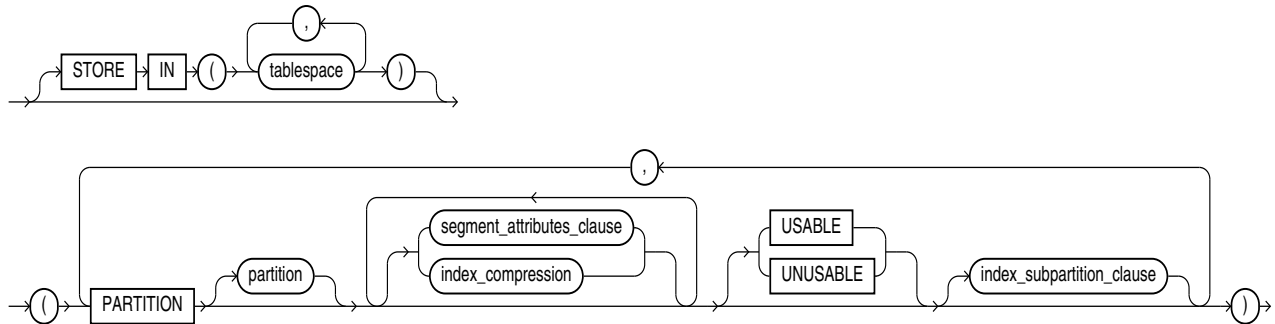 ,
STORE IN ( tablespace )
,
segment_attributes_clause USABLE
partition index_compression UNUSABLE index_subpartition_clause
( PARTITION )